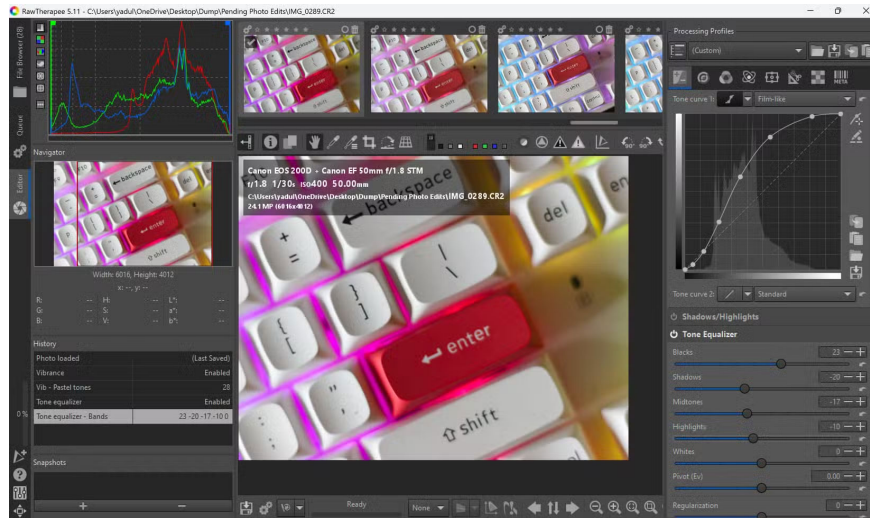 RawTherapee 5.11 - C:\Users\yadul\OneDrive\Desktop\Dump\Pending Photo Edits\IMG_0289.CR2
File Browser (28)
Queue
Editor
0 %
Navigator
Width: 6016, Height: 4012
x: --, y: --
R: -- H: -- L*: --
G: -- S: -- a*: --
B: -- V: -- b*: --
History
Photo loaded (Last Saved)
Vibrance Enabled
Vib - Pastel tones 28
Tone equalizer Enabled
Tone equalizer - Bands 23 -20 -17 -10 0
Snapshots
Canon EOS 200D - Canon EF 50mm f/1.8 STM
f/1.8 1/30s ISO400 50.00mm
C:\Users\yadul\OneDrive\Desktop\Dump\Pending Photo Edits\IMG_0289.CR2
24.1 MP (6016x4012)
backspace
del
+
=
|
\
}
]
{
[
enter
"
'
:
;
shift
Ready
None
Processing Profiles
(Custom)
META
Tone curve 1: Film-like
Tone curve 2: Standard
Shadows/Highlights
Tone Equalizer
Blacks 23
Shadows -20
Midtones -17
Highlights -10
Whites 0
Pivot (Ev) 0.00
Regularization 0